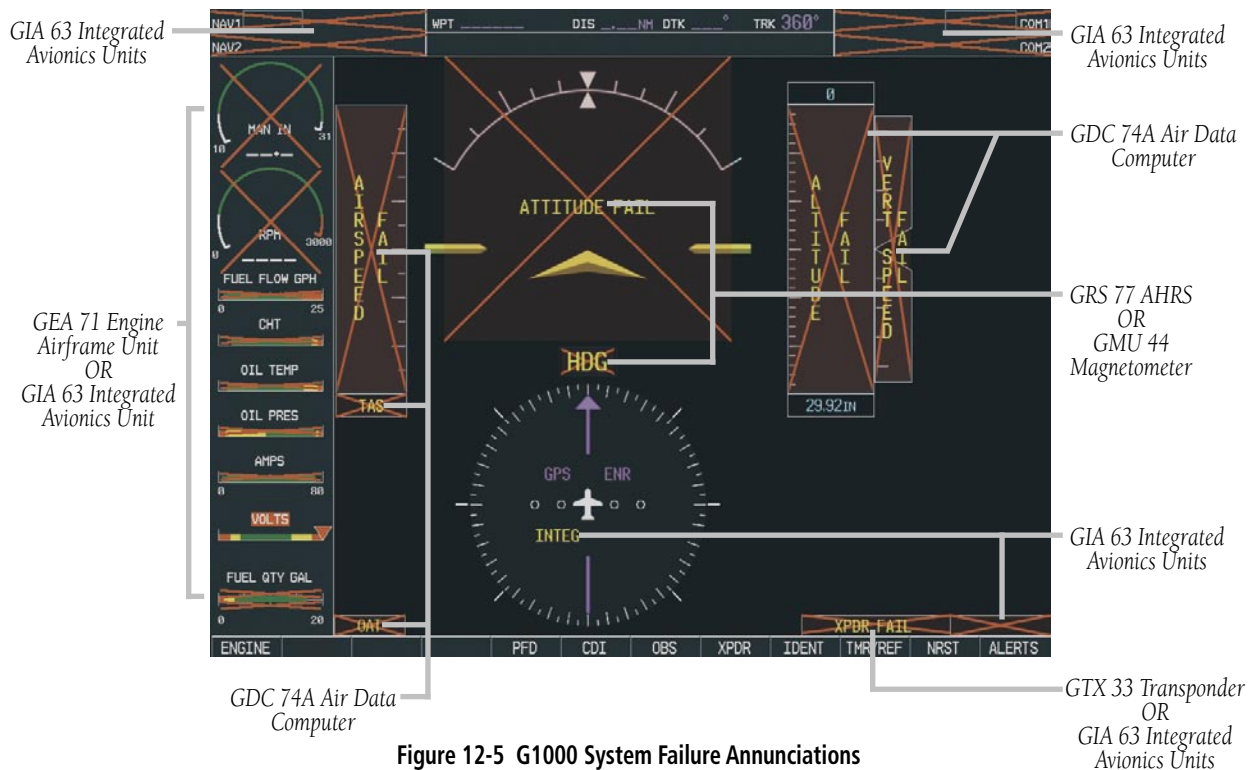 GIA 63 Integrated
Avionics Units
NAV1
NAV2
WPT _______ DIS __.__NM DTK ___° TRK 360°
COM1
COM2
GIA 63 Integrated
Avionics Units
GEA 71 Engine
Airframe Unit
OR
GIA 63 Integrated
Avionics Unit
MAN IN
10 31
RPM
0 3000
FUEL FLOW GPH
0 25
CHT
OIL TEMP
OIL PRES
AMPS
0 80
VOLTS
FUEL QTY GAL
0 20
AIRSPEED FAIL
TAS
OAT
ATTITUDE FAIL
HDG
GPS ENR
INTEG
0
ALTITUDE FAIL
VERT SPEED FAIL
29.92IN
XPDR FAIL
ENGINE PFD CDI OBS XPDR IDENT TMR/REF NRST ALERTS
GDC 74A Air Data
Computer
GRS 77 AHRS
OR
GMU 44
Magnetometer
GIA 63 Integrated
Avionics Units
GDC 74A Air Data
Computer
GTX 33 Transponder
OR
GIA 63 Integrated
Avionics Units
Figure 12-5 G1000 System Failure Annunciations